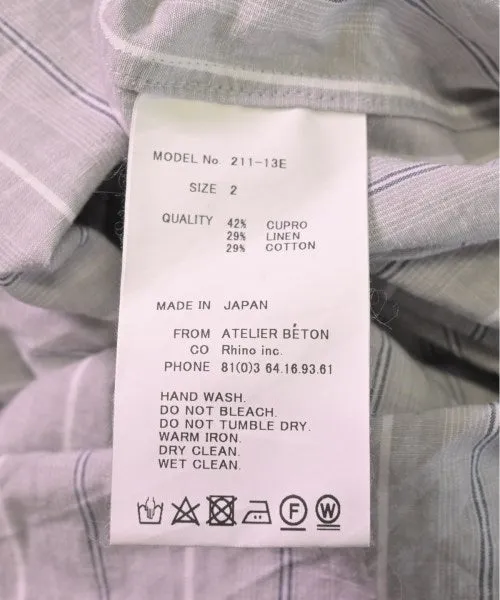 MODEL No. 211-13E
SIZE 2
QUALITY 42% CUPRO
29% LINEN
29% COTTON
MADE IN JAPAN
FROM ATELIER BÉTON
CO Rhino inc.
PHONE 81(0)3 64.16.93.61
HAND WASH.
DO NOT BLEACH.
DO NOT TUMBLE DRY.
WARM IRON.
DRY CLEAN.
WET CLEAN.
F W